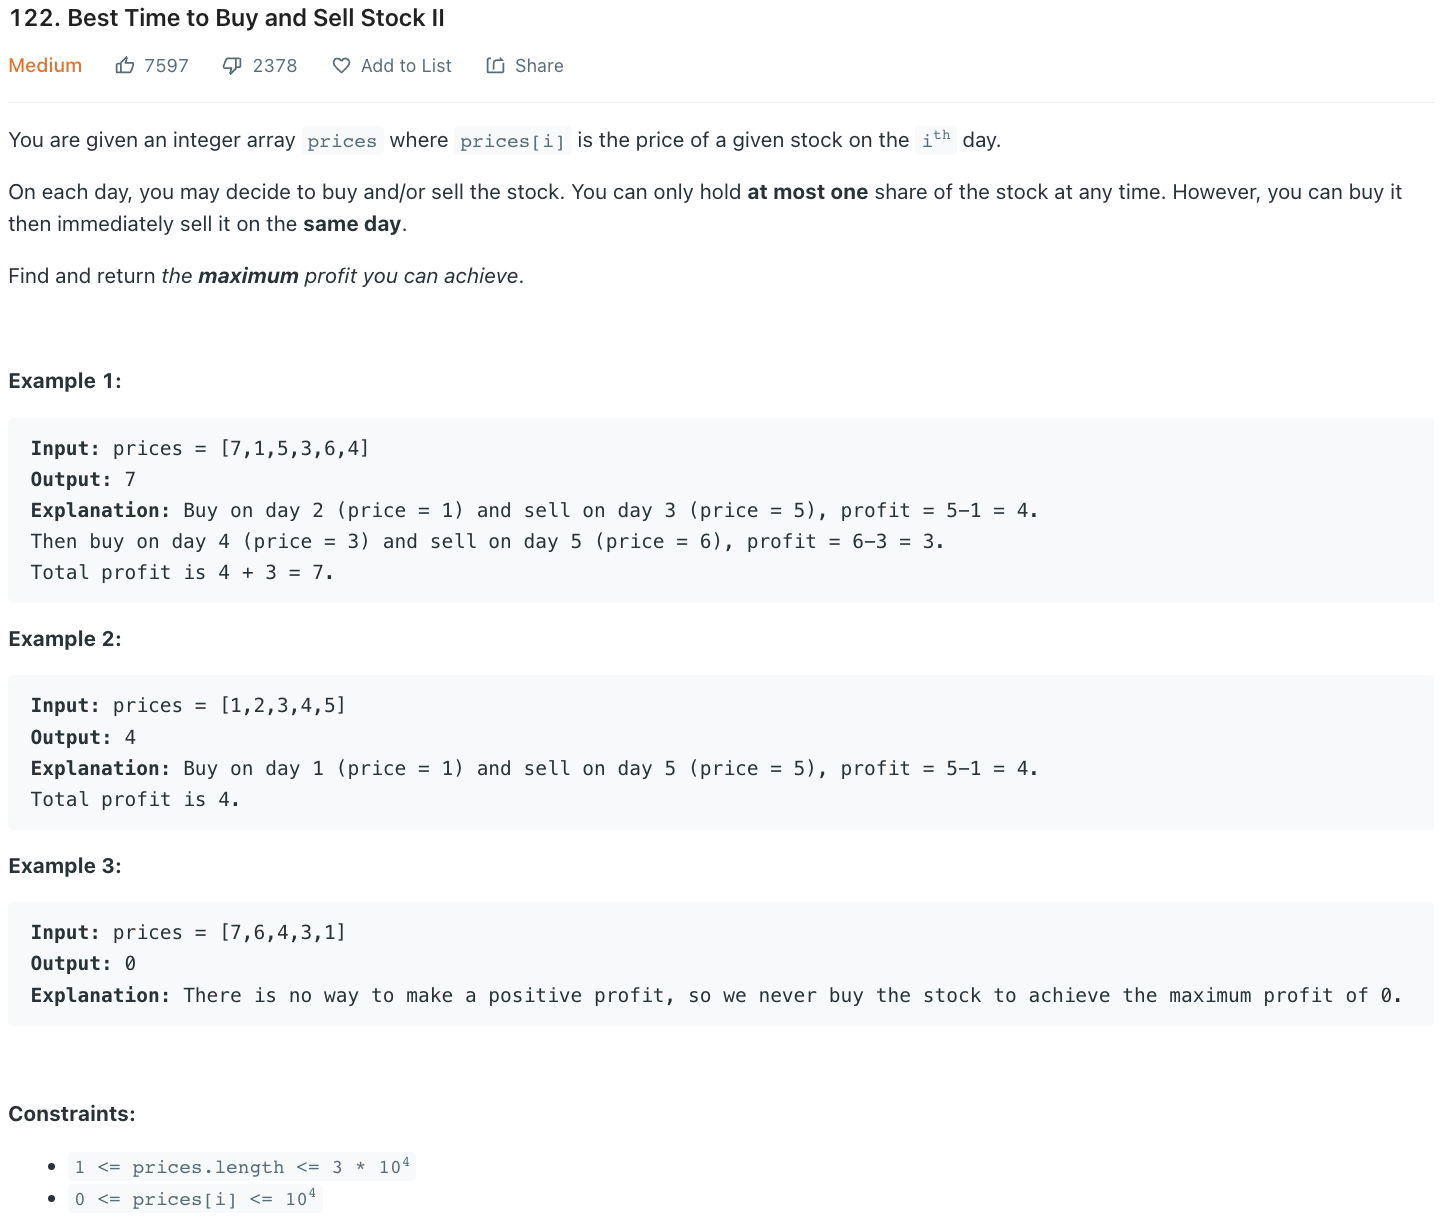 122. Best Time to Buy and Sell Stock II
Medium 7597 2378 Add to List Share
You are given an integer array prices where prices[i] is the price of a given stock on the ith day.
On each day, you may decide to buy and/or sell the stock. You can only hold at most one share of the stock at any time. However, you can buy it
then immediately sell it on the same day.
Find and return the maximum profit you can achieve.
Example 1:
Input: prices = [7,1,5,3,6,4]
Output: 7
Explanation: Buy on day 2 (price = 1) and sell on day 3 (price = 5), profit = 5-1 = 4.
Then buy on day 4 (price = 3) and sell on day 5 (price = 6), profit = 6-3 = 3.
Total profit is 4 + 3 = 7.
Example 2:
Input: prices = [1,2,3,4,5]
Output: 4
Explanation: Buy on day 1 (price = 1) and sell on day 5 (price = 5), profit = 5-1 = 4.
Total profit is 4.
Example 3:
Input: prices = [7,6,4,3,1]
Output: 0
Explanation: There is no way to make a positive profit, so we never buy the stock to achieve the maximum profit of 0.
Constraints:
• 1 <= prices.length <= 3 * 10⁴
• 0 <= prices[i] <= 10⁴